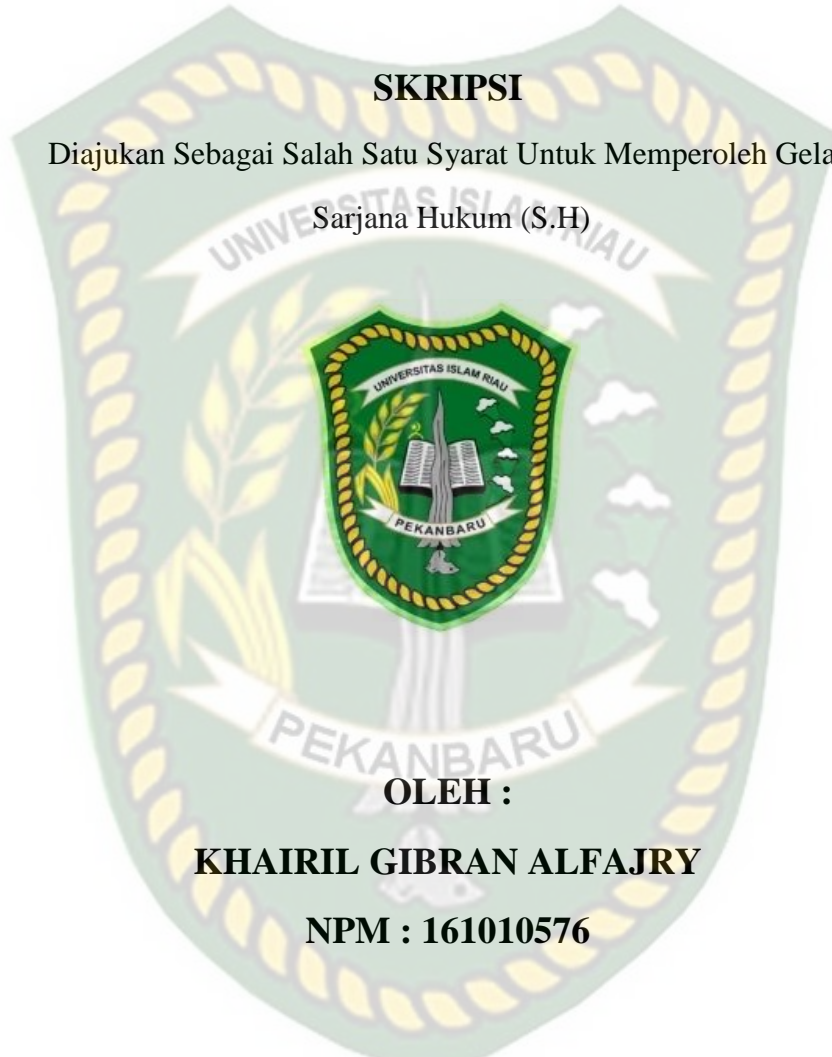 SKRIPSI
Diajukan Sebagai Salah Satu Syarat Untuk Memperoleh Gela
Sarjana Hukum (S.H)
UNIVERSITAS ISLAM RIAU
UNIVERSITAS ISLAM RIAU
PEKANBARU
PEKANBARU
OLEH :
KHAIRIL GIBRAN ALFAJRY
NPM : 161010576